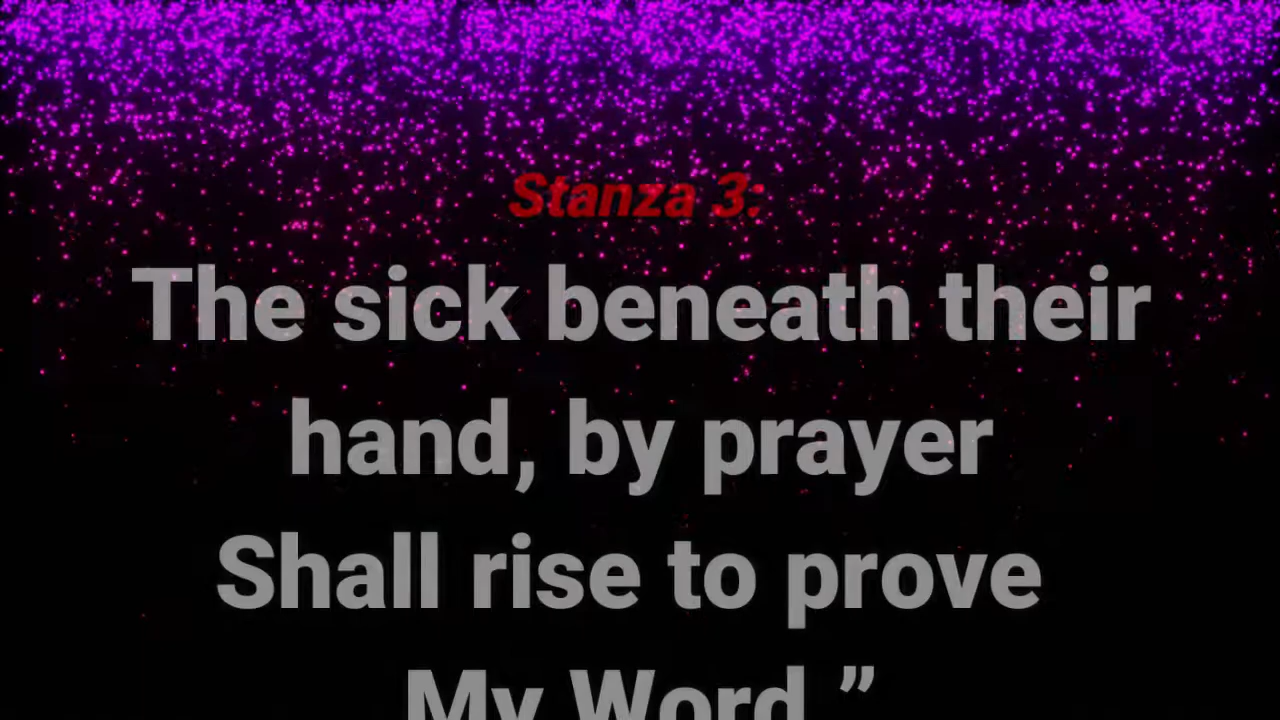 Stanza 3:
The sick beneath their
hand, by prayer
Shall rise to prove
My Word.”